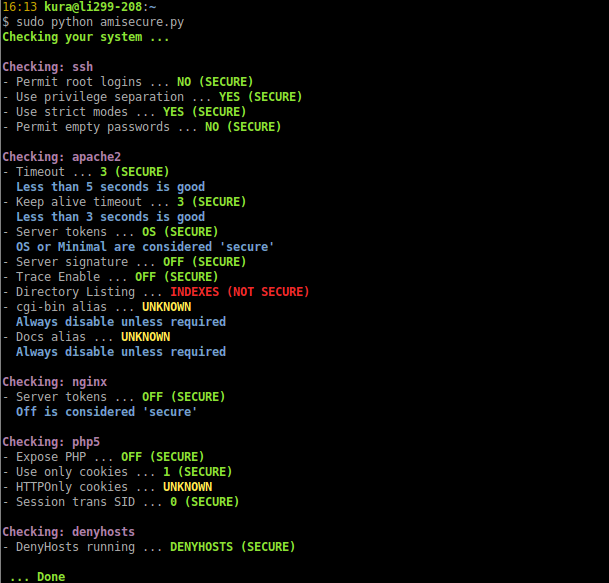 16:13 kura@li299-208:~
$ sudo python amisecure.py
Checking your system ...
Checking: ssh
- Permit root logins ... NO (SECURE)
- Use privilege separation ... YES (SECURE)
- Use strict modes ... YES (SECURE)
- Permit empty passwords ... NO (SECURE)
Checking: apache2
- Timeout ... 3 (SECURE)
Less than 5 seconds is good
- Keep alive timeout ... 3 (SECURE)
Less than 3 seconds is good
- Server tokens ... OS (SECURE)
OS or Minimal are considered 'secure'
- Server signature ... OFF (SECURE)
- Trace Enable ... OFF (SECURE)
- Directory Listing ... INDEXES (NOT SECURE)
- cgi-bin alias ... UNKNOWN
Always disable unless required
- Docs alias ... UNKNOWN
Always disable unless required
Checking: nginx
- Server tokens ... OFF (SECURE)
Off is considered 'secure'
Checking: php5
- Expose PHP ... OFF (SECURE)
- Use only cookies ... 1 (SECURE)
- HTTPOnly cookies ... UNKNOWN
- Session trans SID ... 0 (SECURE)
Checking: denyhosts
- DenyHosts running ... DENYHOSTS (SECURE)
... Done